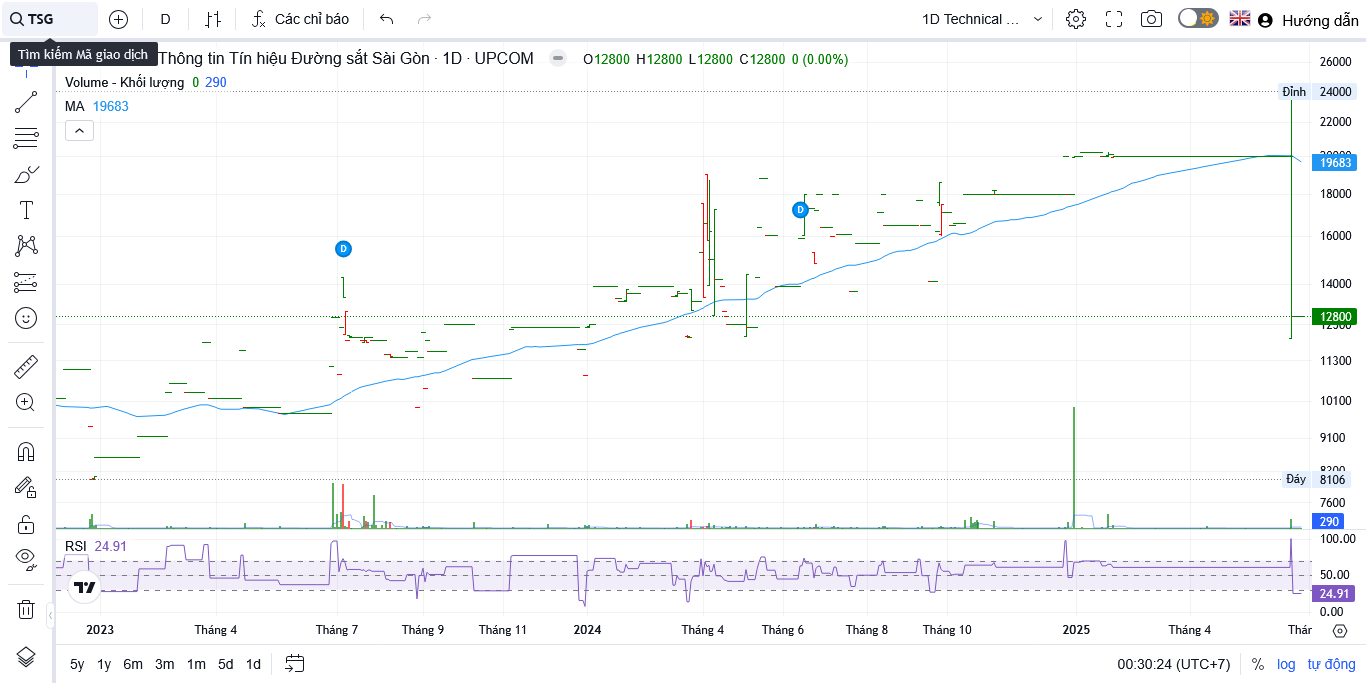 TSG D Các chỉ báo 1D Technical ... Hướng dẫn
Tìm kiếm Mã giao dịch
Thông tin Tín hiệu Đường sắt Sài Gòn · 1D · UPCOM O12800 H12800 L12800 C12800 0 (0.00%)
Volume - Khối lượng 0 290
MA 19683
26000
Đỉnh 24000
22000
19683
18000
16000
14000
12800
11300
10100
9100
8200
Đáy 8106
7600
290
D
D
RSI 24.91
100.00
50.00
24.91
0.00
2023 Tháng 4 Tháng 7 Tháng 9 Tháng 11 2024 Tháng 4 Tháng 6 Tháng 8 Tháng 10 2025 Tháng 4 Thár
5y 1y 6m 3m 1m 5d 1d 00:30:24 (UTC+7) % log tự động